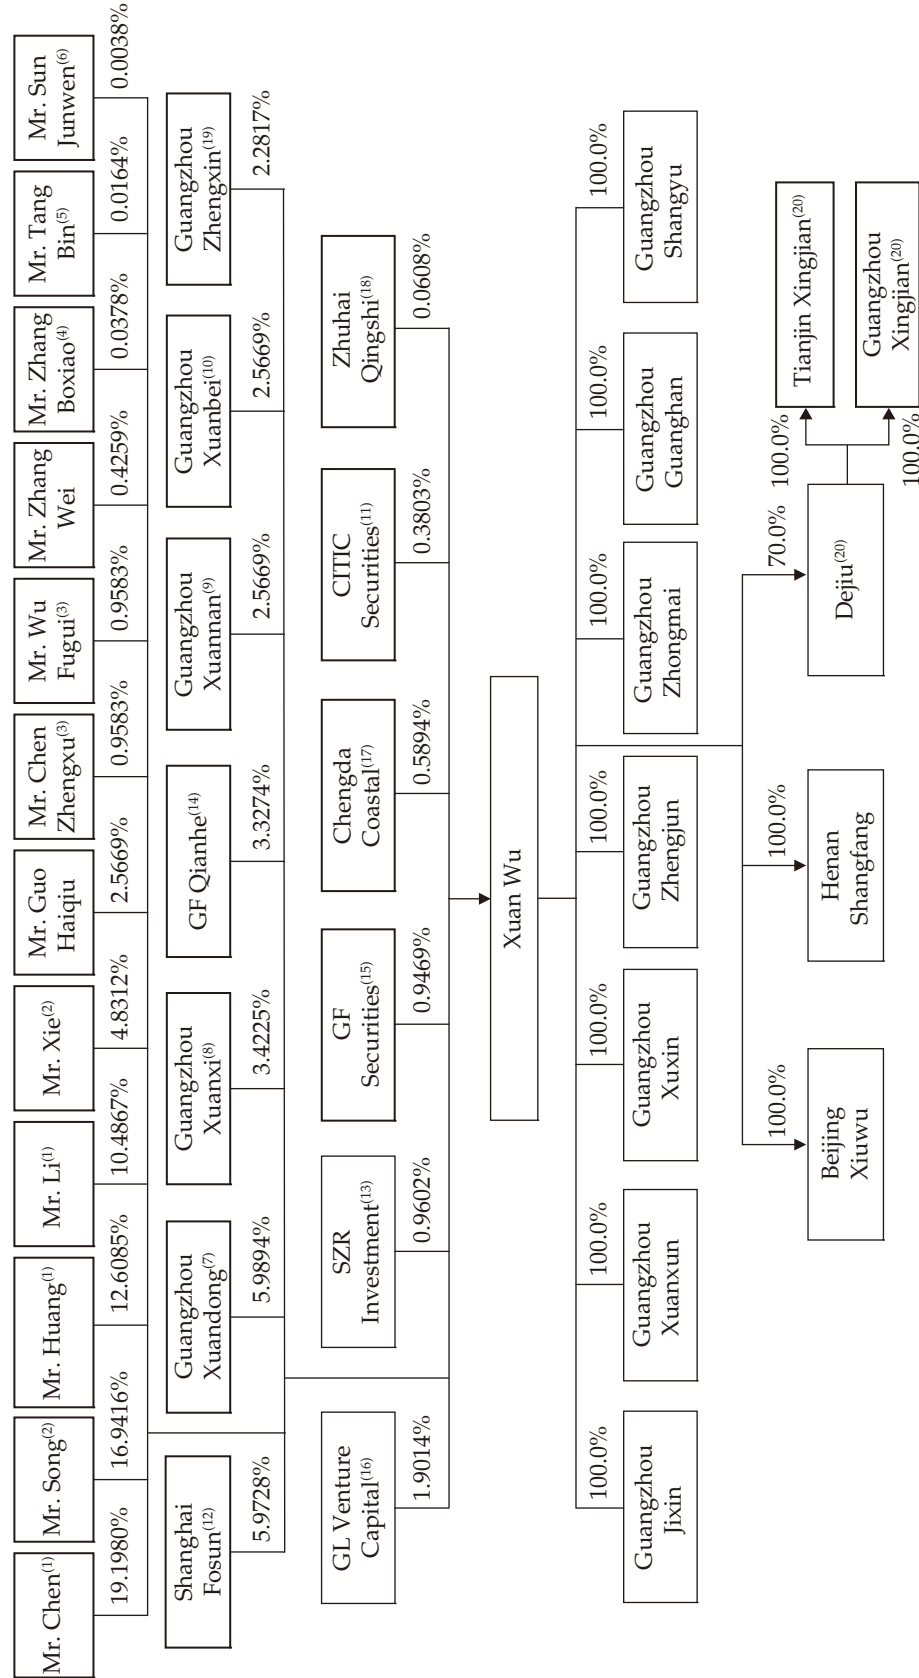 Mr. Chen(1)
Mr. Song(2)
Mr. Huang(1)
Mr. Li(1)
Mr. Xie(2)
Mr. Guo
Haiqiu
Mr. Chen
Zhengxu(3)
Mr. Wu
Fugui(3)
Mr. Zhang
Wei
Mr. Zhang
Boxiao(4)
Mr. Tang
Bin(5)
Mr. Sun
Junwen(6)
19.1980%
16.9416%
12.6085%
10.4867%
4.8312%
2.5669%
0.9583%
0.9583%
0.4259%
0.0378%
0.0164%
0.0038%
Shanghai
Fosun(12)
Guangzhou
Xuandong(7)
Guangzhou
Xuanxi(8)
GF Qianhe(14)
Guangzhou
Xuannan(9)
Guangzhou
Xuanbei(10)
Guangzhou
Zhengxin(19)
5.9728%
5.9894%
3.4225%
3.3274%
2.5669%
2.5669%
2.2817%
GL Venture
Capital(16)
SZR
Investment(13)
GF
Securities(15)
Chengda
Coastal(17)
CITIC
Securities(11)
Zhuhai
Qingshi(18)
1.9014%
0.9602%
0.9469%
0.5894%
0.3803%
0.0608%
Xuan Wu
100.0%
100.0%
100.0%
100.0%
100.0%
100.0%
100.0%
Guangzhou
Jixin
Guangzhou
Xuanxun
Guangzhou
Xuxin
Guangzhou
Zhengjun
Guangzhou
Zhongmai
Guangzhou
Guanghan
Guangzhou
Shangyu
100.0%
100.0%
70.0%
Beijing
Xiuwu
Henan
Shangfang
Dejiu(20)
100.0%
Tianjin Xingjian(20)
100.0%
Guangzhou
Xingjian(20)